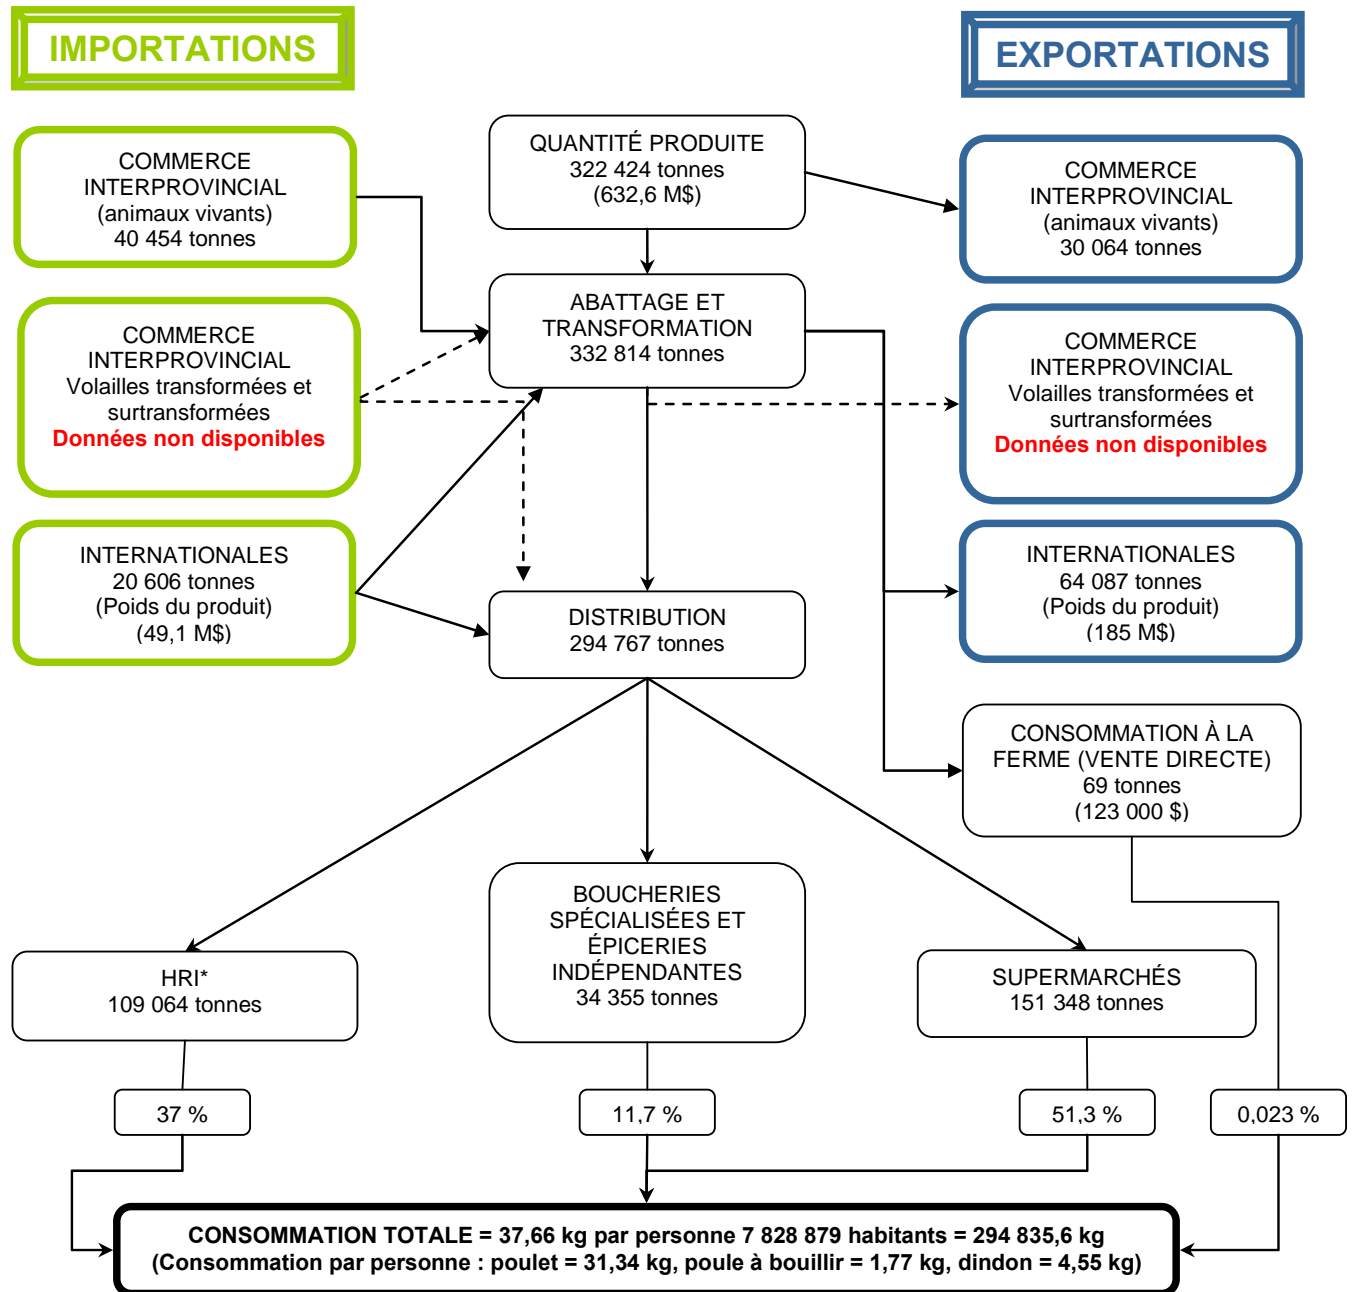 IMPORTATIONS
EXPORTATIONS
COMMERCE
INTERPROVINCIAL
(animaux vivants)
40 454 tonnes
QUANTITÉ PRODUITE
322 424 tonnes
(632,6 M$)
COMMERCE
INTERPROVINCIAL
(animaux vivants)
30 064 tonnes
COMMERCE
INTERPROVINCIAL
Volailles transformées et
surtransformées
Données non disponibles
ABATTAGE ET
TRANSFORMATION
332 814 tonnes
COMMERCE
INTERPROVINCIAL
Volailles transformées et
surtransformées
Données non disponibles
INTERNATIONALES
20 606 tonnes
(Poids du produit)
(49,1 M$)
DISTRIBUTION
294 767 tonnes
INTERNATIONALES
64 087 tonnes
(Poids du produit)
(185 M$)
CONSOMMATION À LA
FERME (VENTE DIRECTE)
69 tonnes
(123 000 $)
HRI*
109 064 tonnes
BOUCHERIES
SPÉCIALISÉES ET
ÉPICERIES
INDÉPENDANTES
34 355 tonnes
SUPERMARCHÉS
151 348 tonnes
37 %
11,7 %
51,3 %
0,023 %
CONSOMMATION TOTALE = 37,66 kg par personne 7 828 879 habitants = 294 835,6 kg
(Consommation par personne : poulet = 31,34 kg, poule à bouillir = 1,77 kg, dindon = 4,55 kg)